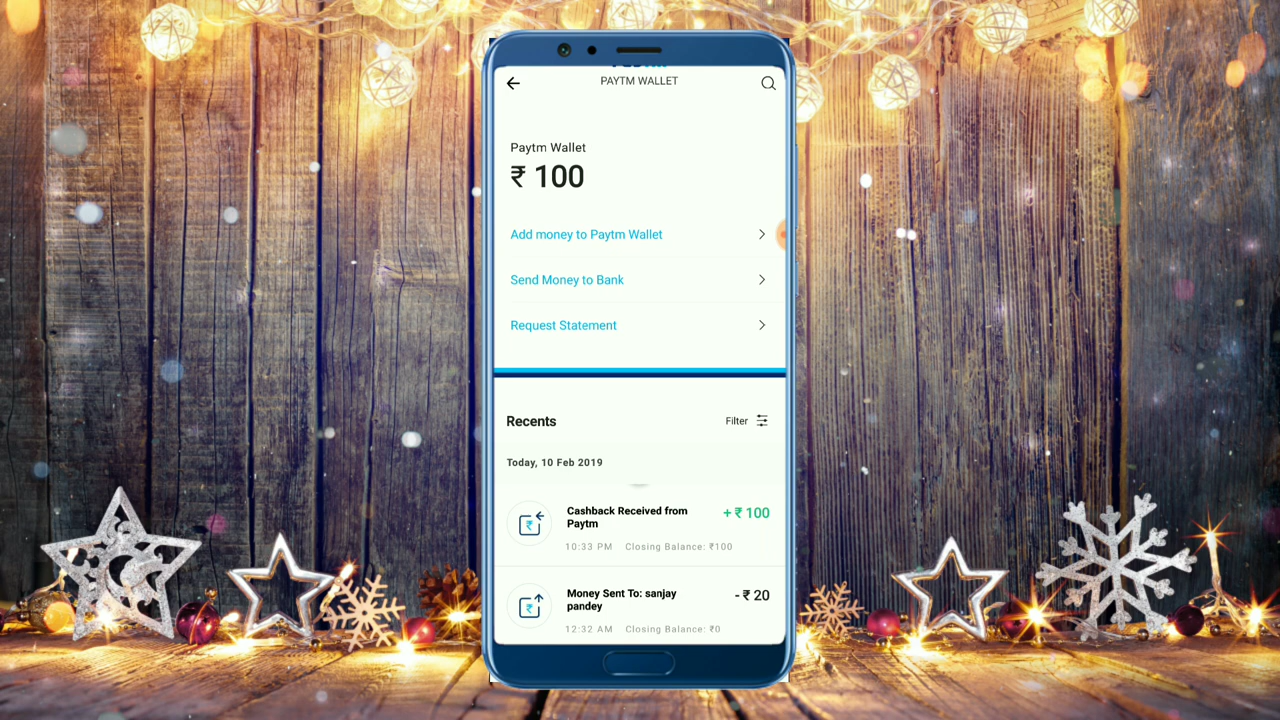 PAYTM WALLET
Paytm Wallet
₹ 100
Add money to Paytm Wallet
Send Money to Bank
Request Statement
Recents
Filter
Today, 10 Feb 2019
Cashback Received from
Paytm
+ ₹ 100
10:33 PM Closing Balance: ₹100
Money Sent To: sanjay
pandey
- ₹ 20
12:32 AM Closing Balance: ₹0